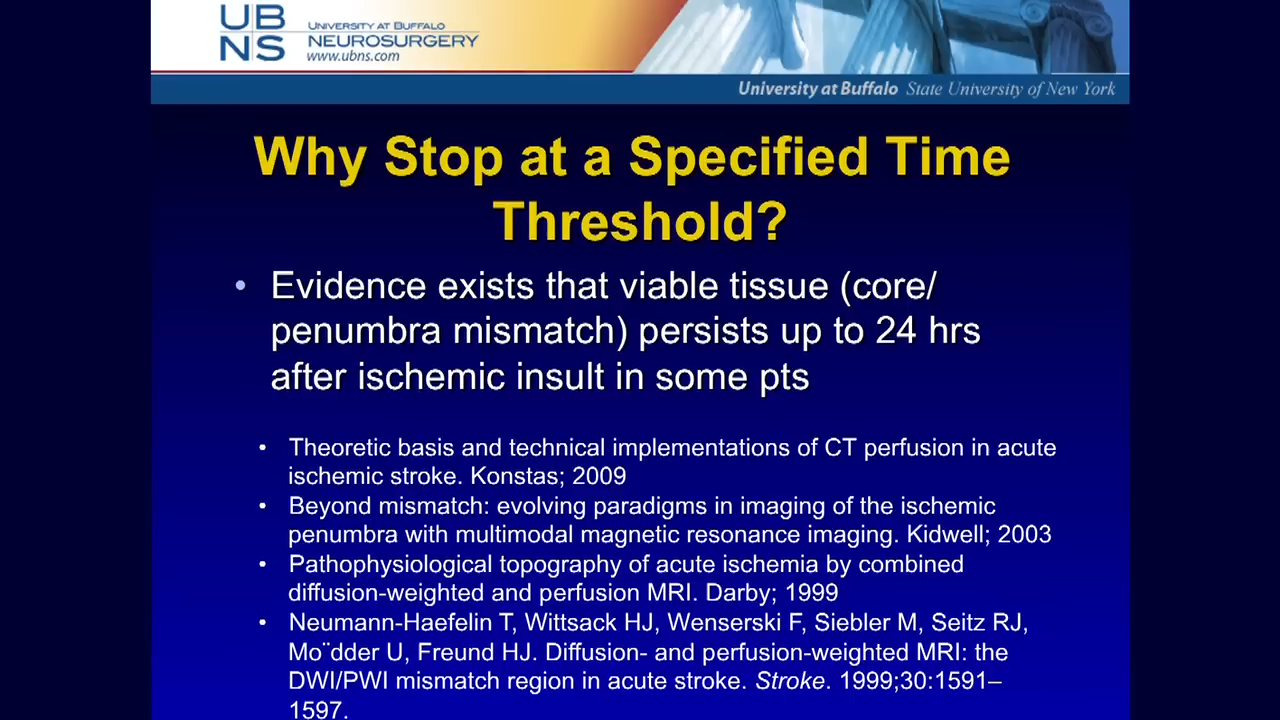 UB
NS
UNIVERSITY AT BUFFALO
NEUROSURGERY
www.ubns.com
University at Buffalo State University of New York
Why Stop at a Specified Time
Threshold?
• Evidence exists that viable tissue (core/
penumbra mismatch) persists up to 24 hrs
after ischemic insult in some pts
• Theoretic basis and technical implementations of CT perfusion in acute
ischemic stroke. Konstas; 2009
• Beyond mismatch: evolving paradigms in imaging of the ischemic
penumbra with multimodal magnetic resonance imaging. Kidwell; 2003
• Pathophysiological topography of acute ischemia by combined
diffusion-weighted and perfusion MRI. Darby; 1999
• Neumann-Haefelin T, Wittsack HJ, Wenserski F, Siebler M, Seitz RJ,
Mo¨dder U, Freund HJ. Diffusion- and perfusion-weighted MRI: the
DWI/PWI mismatch region in acute stroke. Stroke. 1999;30:1591–
1597.